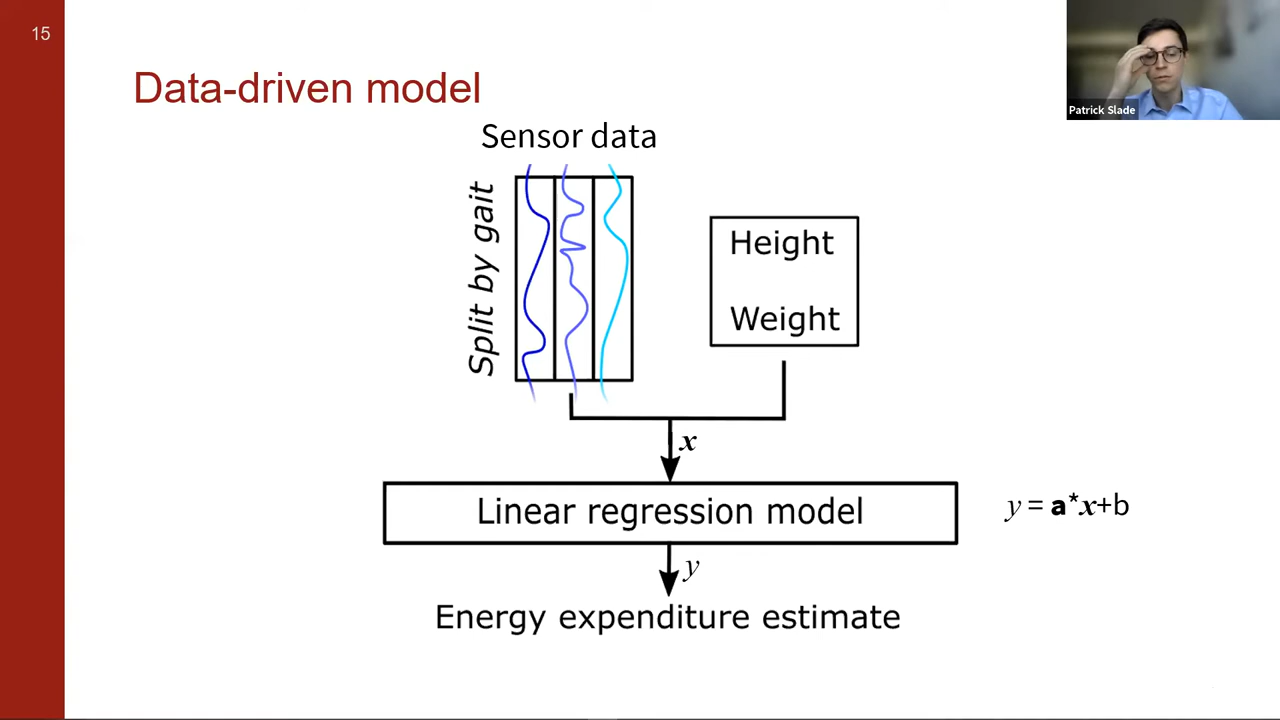 15
Data-driven model
Patrick Slade
Sensor data
Split by gait
Height
Weight
x
Linear regression model
y = a*x+b
y
Energy expenditure estimate